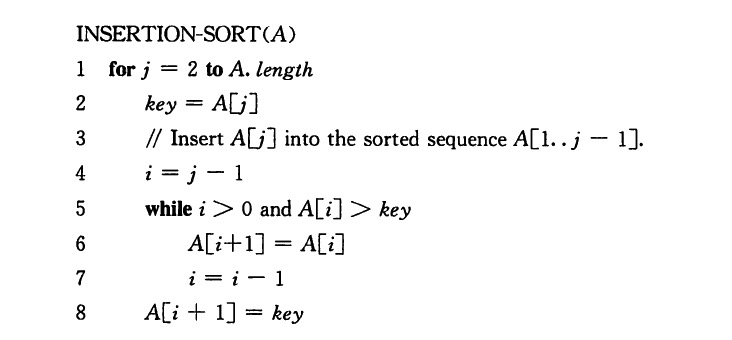 INSERTION-SORT(A)
1 for j = 2 to A. length
2 key = A[j]
3 // Insert A[j] into the sorted sequence A[1..j − 1].
4 i = j − 1
5 while i > 0 and A[i] > key
6 A[i+1] = A[i]
7 i = i − 1
8 A[i + 1] = key